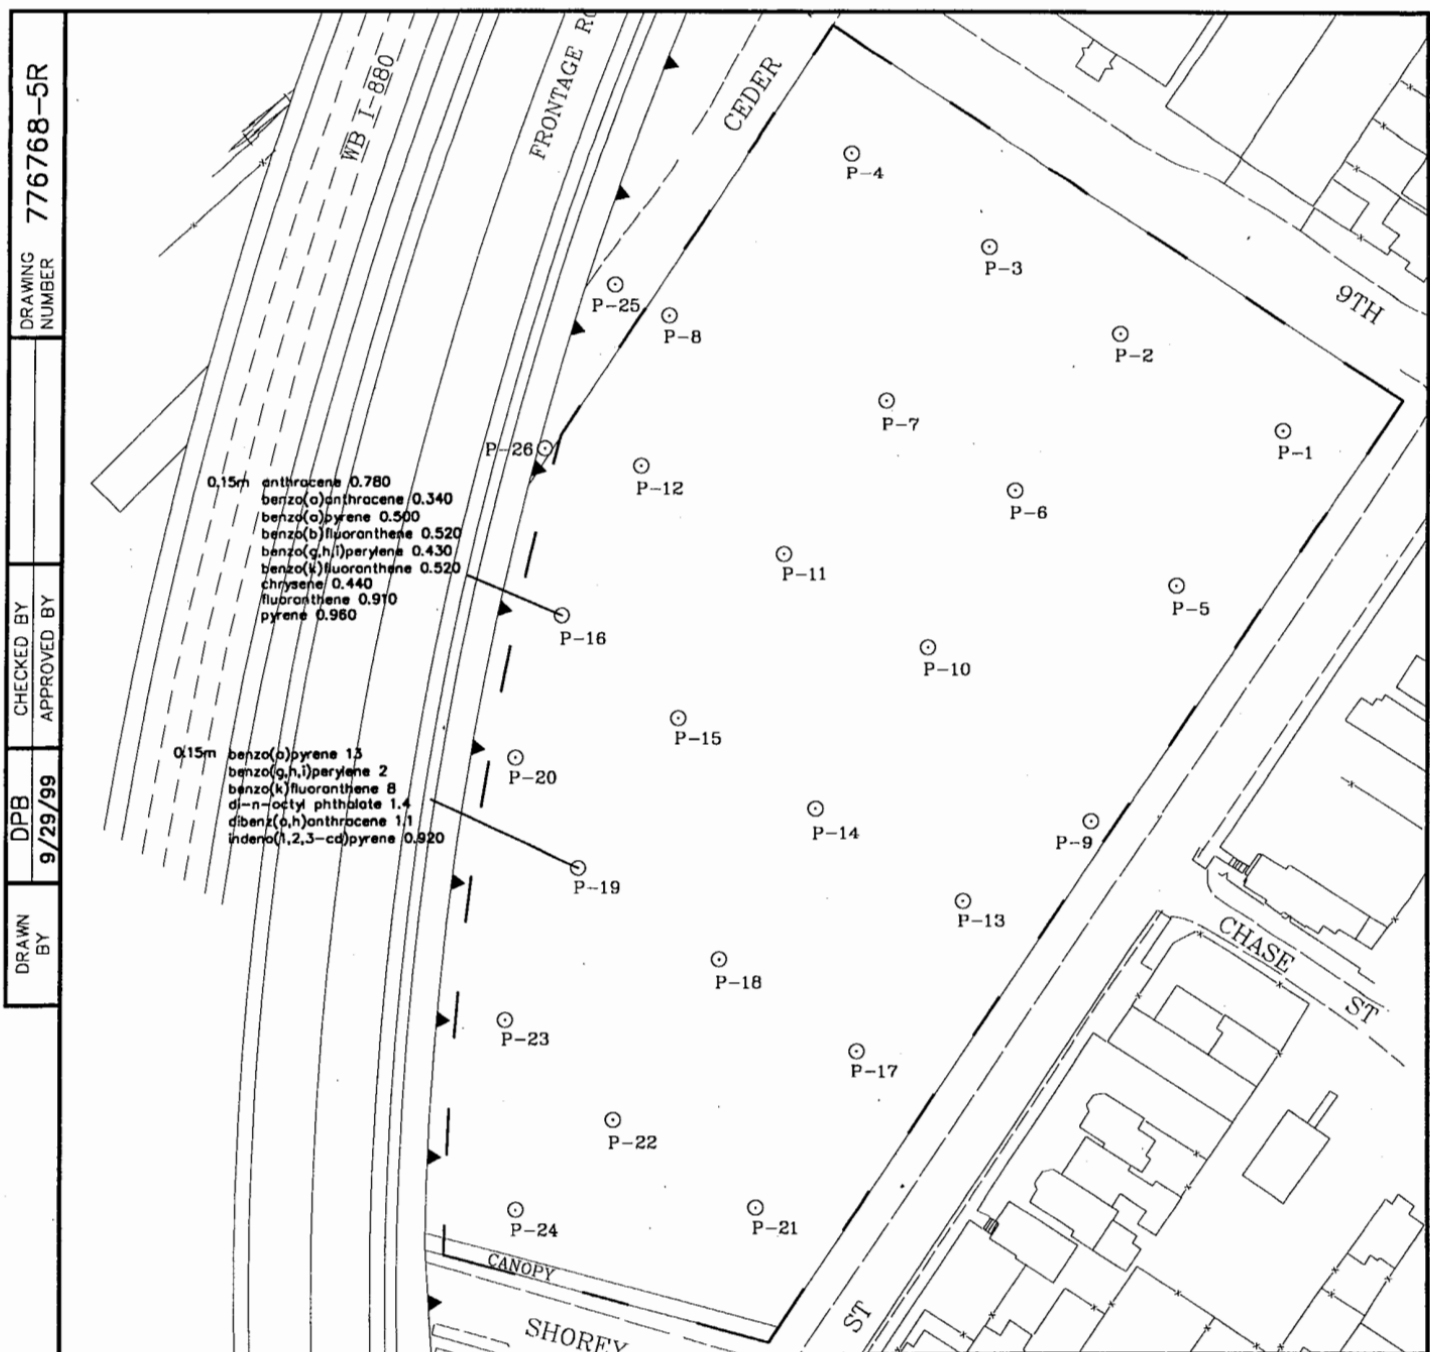 DRAWING
NUMBER 776768-5R
CHECKED BY
APPROVED BY
DPB
9/29/99
DRAWN
BY
WB I-880
FRONTAGE
CEDER
9TH
P-4
P-3
P-25
P-8
P-2
P-7
P-1
P-26
P-12
P-6
0.15m anthracene 0.780
benzo(a)anthracene 0.340
benzo(a)pyrene 0.500
benzo(b)fluoranthene 0.520
benzo(g,h,i)perylene 0.430
benzo(k)fluoranthene 0.520
chrysene 0.440
fluoranthene 0.910
pyrene 0.960
P-11
P-5
P-16
P-10
P-15
P-20
0.15m benzo(a)pyrene 13
benzo(g,h,i)perylene 2
benzo(k)fluoranthene 8
di-n-octyl phthalate 1.4
dibenz(a,h)anthracene 1.1
indeno(1,2,3-cd)pyrene 0.920
P-14
P-9
P-19
P-13
CHASE
ST
P-18
P-23
P-17
P-22
P-24
P-21
CANOPY
SHOREY
ST